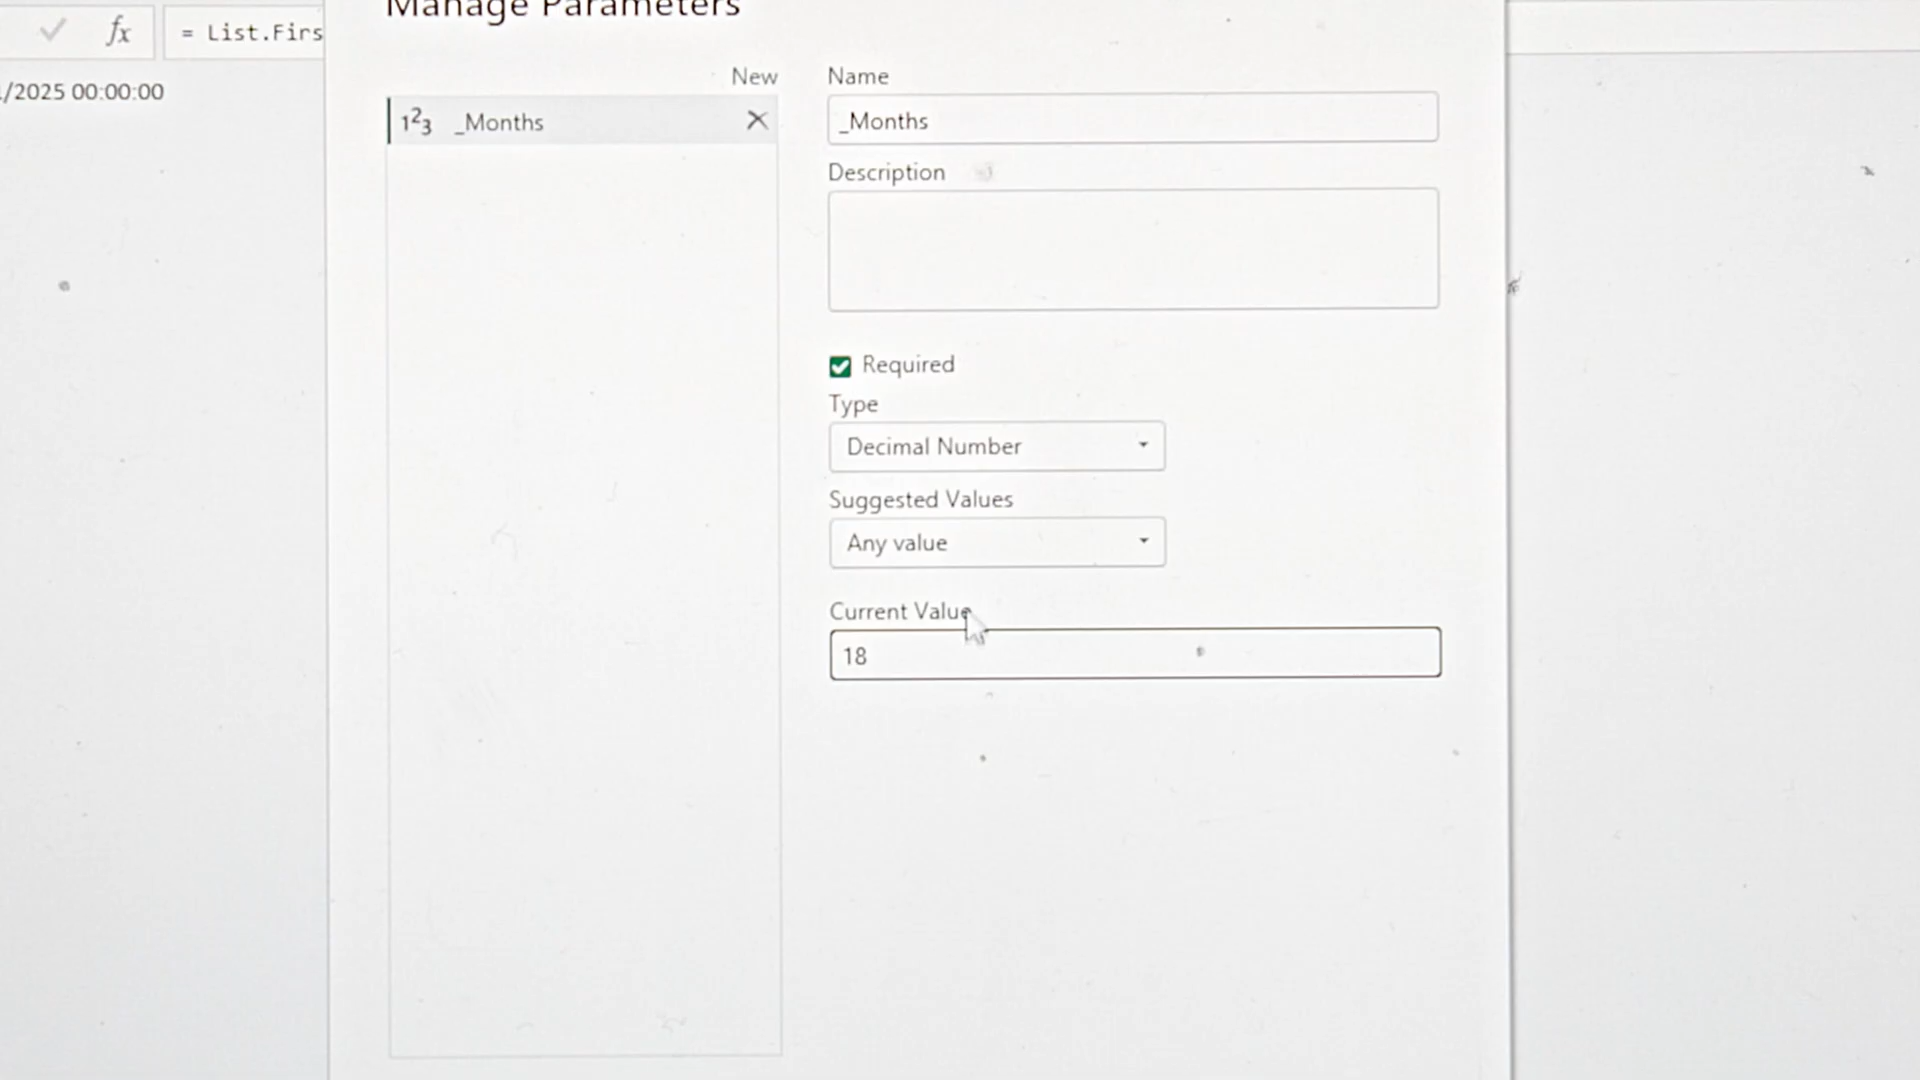 Manage Parameters
fx
= List.Firs
/2025 00:00:00
New
123 _Months
Name
_Months
Description
Required
Type
Decimal Number
Suggested Values
Any value
Current Value
18